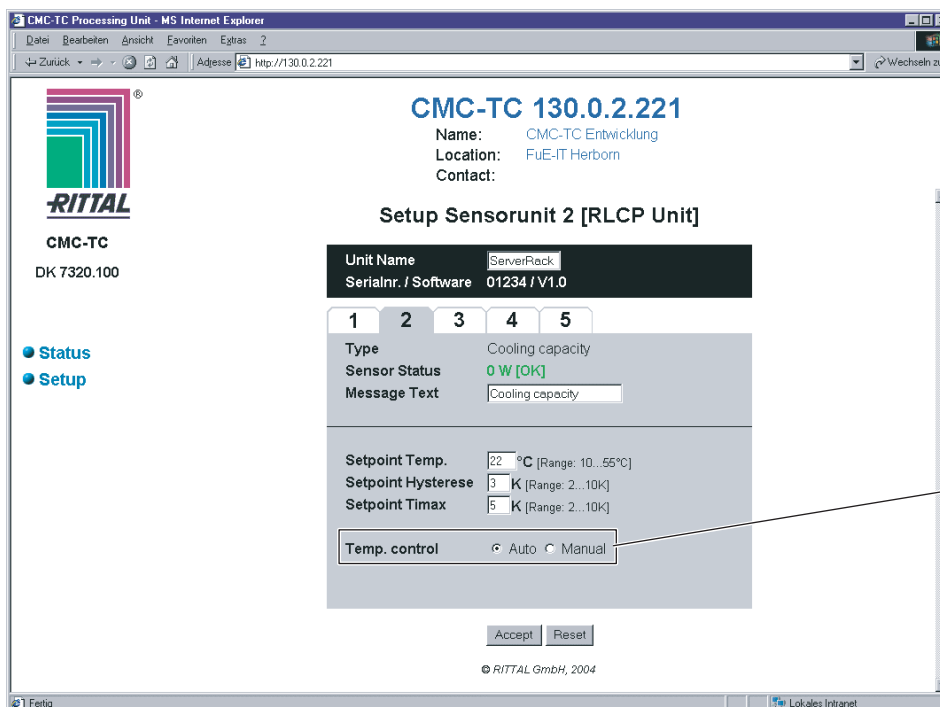 CMC-TC Processing Unit - MS Internet Explorer
Datei Bearbeiten Ansicht Favoriten Extras ?
Zurück Adresse http://130.0.2.221 Wechseln zu
®
RITTAL
CMC-TC
DK 7320.100
Status
Setup
CMC-TC 130.0.2.221
Name: CMC-TC Entwicklung
Location: FuE-IT Herborn
Contact:
Setup Sensorunit 2 [RLCP Unit]
Unit Name ServerRack
Serialnr. / Software 01234 / V1.0
1 2 3 4 5
Type Cooling capacity
Sensor Status 0 W [OK]
Message Text Cooling capacity
Setpoint Temp. 22 °C [Range: 10...55°C]
Setpoint Hysterese 3 K [Range: 2...10K]
Setpoint Timax 5 K [Range: 2...10K]
Temp. control Auto Manual
Accept Reset
© RITTAL GmbH, 2004
Fertig Lokales Intranet